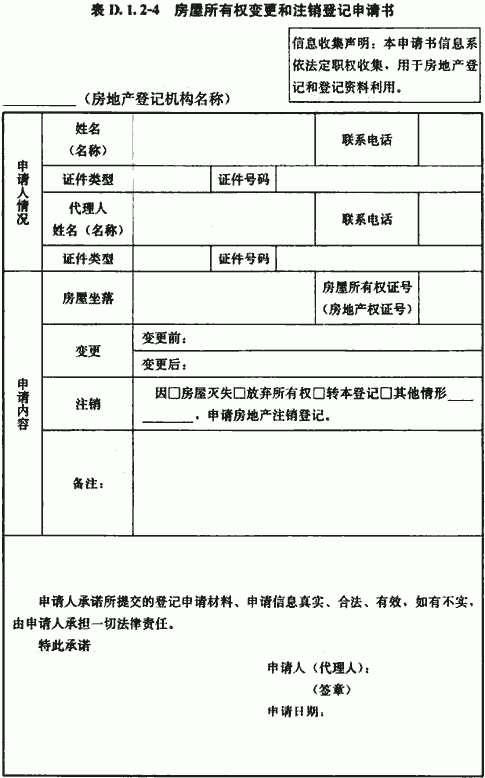 表 D.1.2-4 房屋所有权变更和注销登记申请书
信息收集声明：本申请书信息系
依法定职权收集，用于房地产登
记和登记资料利用。
________（房地产登记机构名称）
申请人情况
姓名
（名称）
联系电话
证件类型
证件号码
代理人
姓名（名称）
联系电话
证件类型
证件号码
申请内容
房屋坐落
房屋所有权证号
（房地产权证号）
变更
变更前：
变更后：
注销
因□房屋灭失□放弃所有权□转本登记□其他情形___
______，申请房地产注销登记。
备注：
申请人承诺所提交的登记申请材料、申请信息真实、合法、有效，如有不实，
由申请人承担一切法律责任。
特此承诺
申请人（代理人）：
（签章）
申请日期：